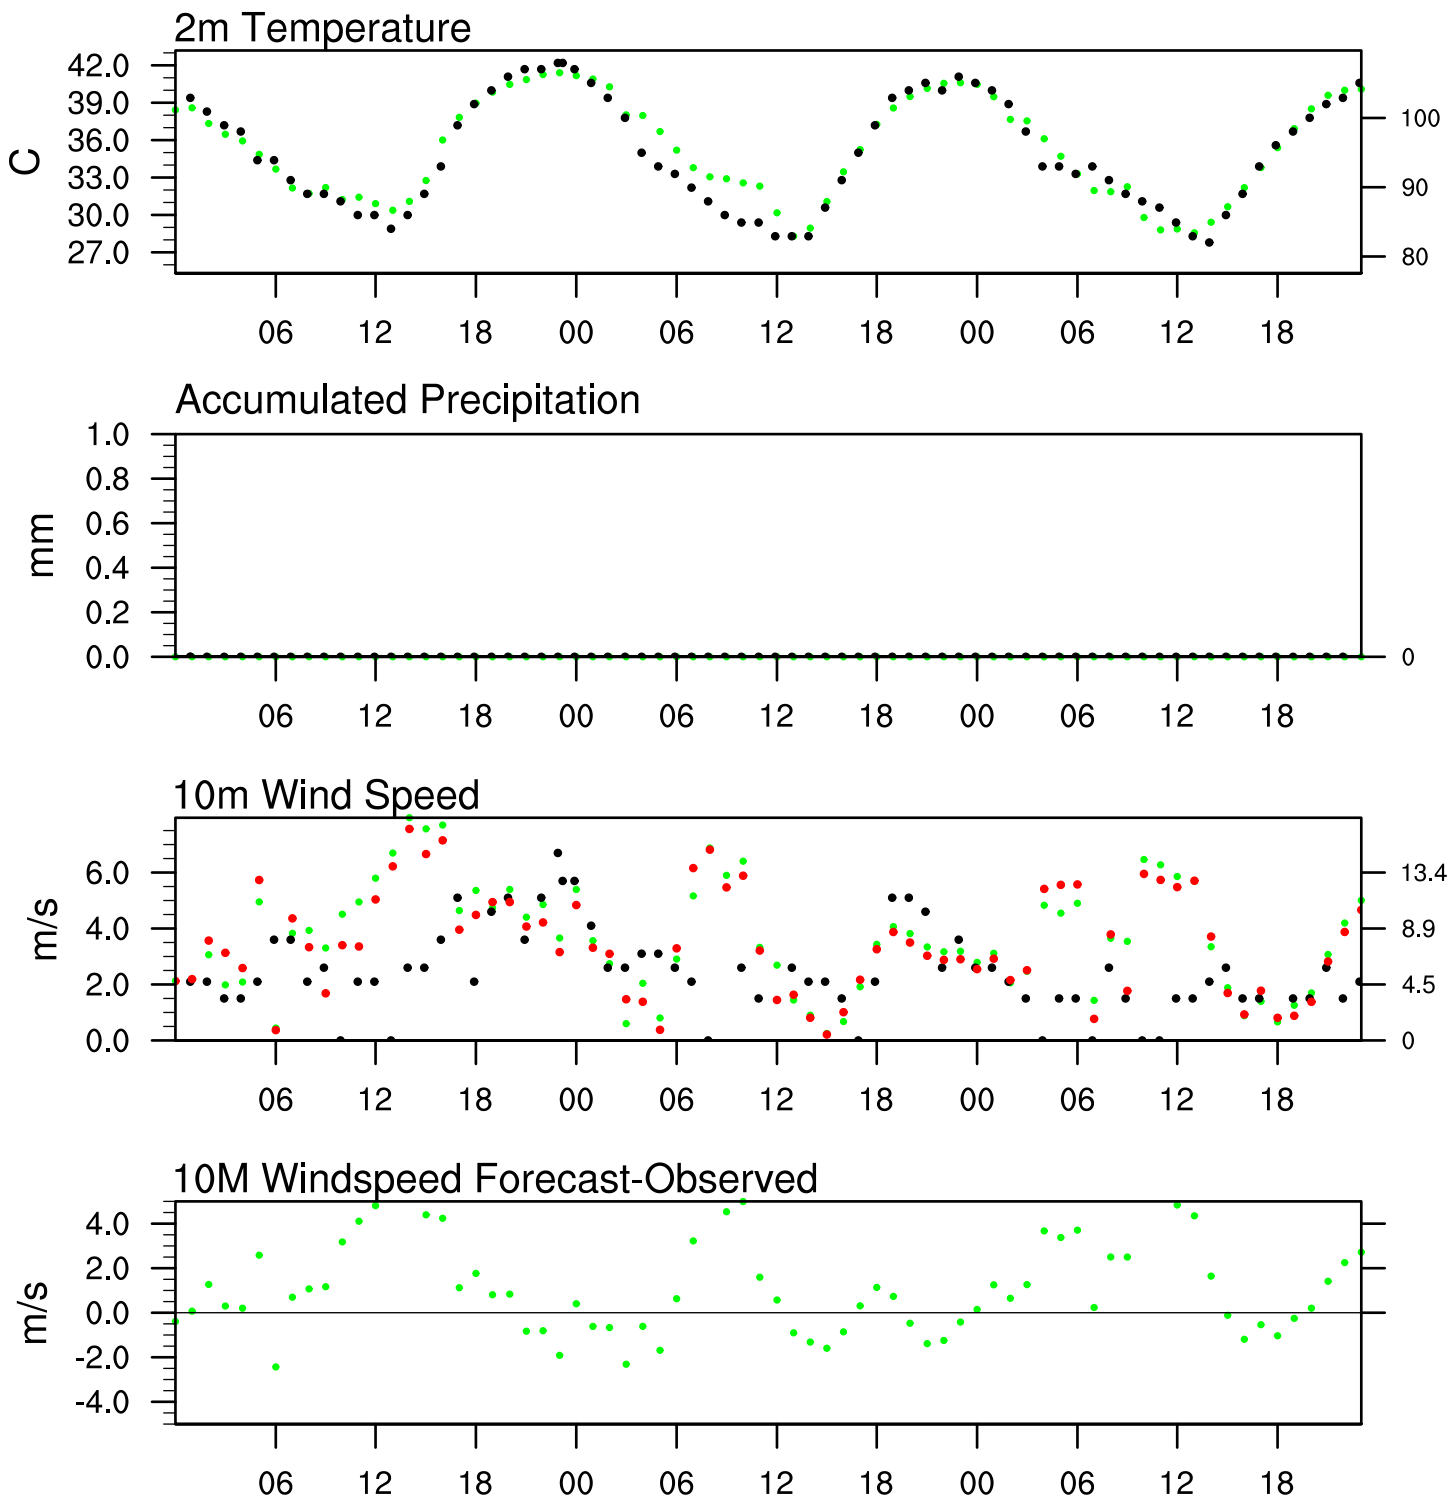 2m Temperature
42.0
39.0
36.0
33.0
30.0
27.0
C
100
90
80
06 12 18 00 06 12 18 00 06 12 18
Accumulated Precipitation
1.0
0.8
0.6
0.4
0.2
0.0
mm
0
06 12 18 00 06 12 18 00 06 12 18
10m Wind Speed
6.0
4.0
2.0
0.0
m/s
13.4
8.9
4.5
0
06 12 18 00 06 12 18 00 06 12 18
10M Windspeed Forecast-Observed
4.0
2.0
0.0
-2.0
-4.0
m/s
06 12 18 00 06 12 18 00 06 12 18